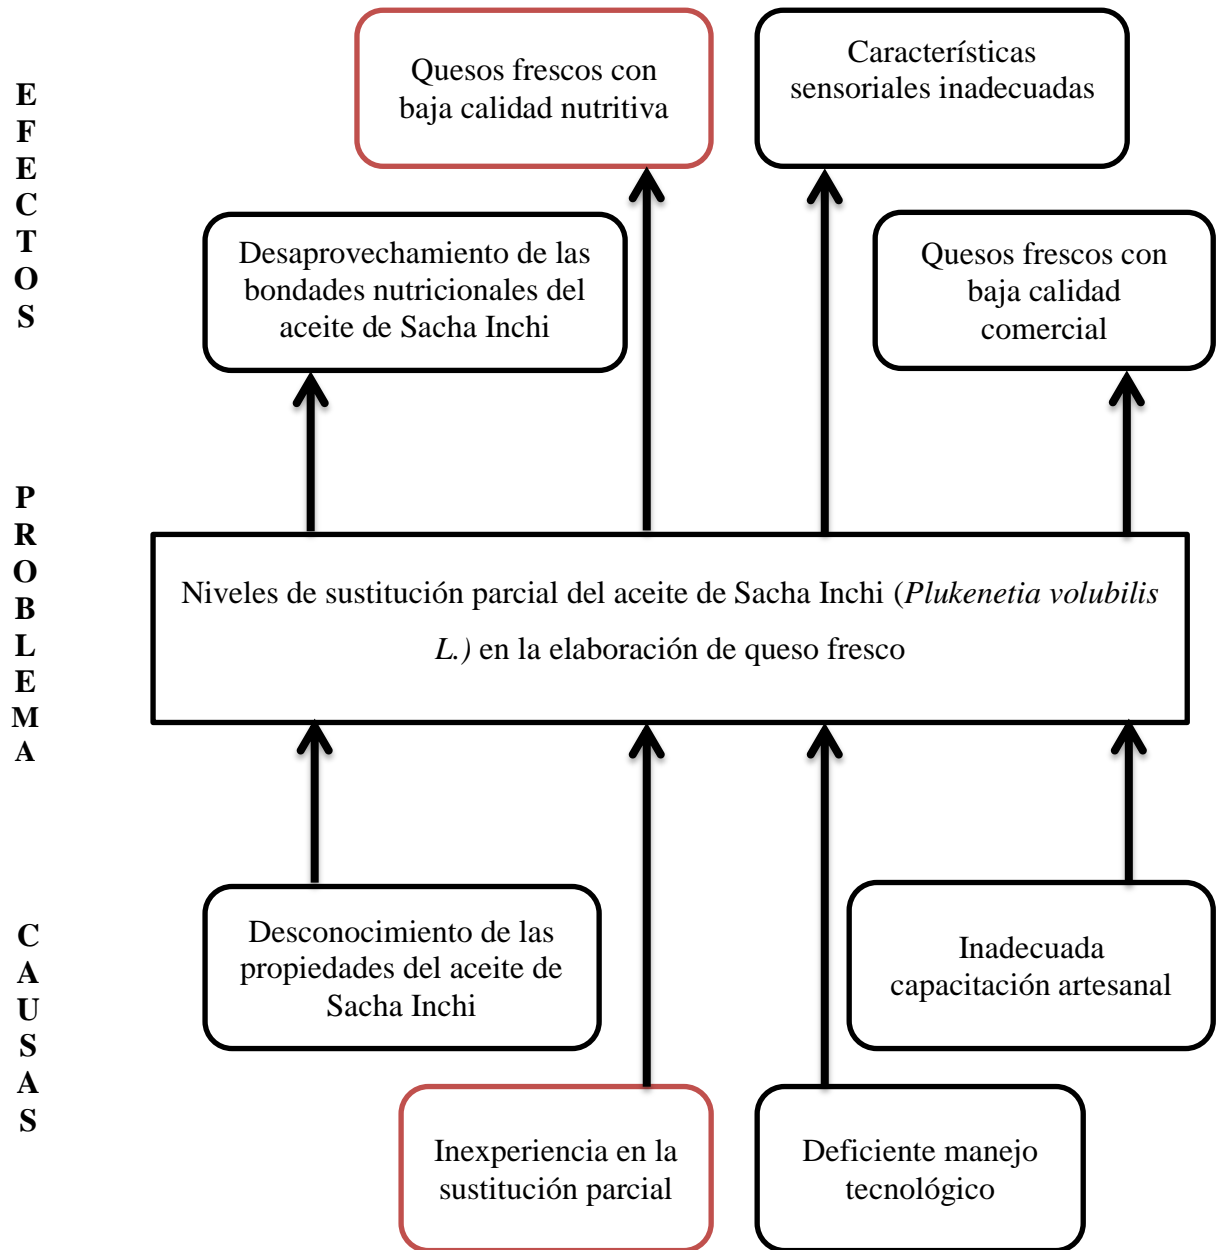 E
F
E
C
T
O
S
Quesos frescos con
baja calidad nutritiva
Características
sensoriales inadecuadas
Desaprovechamiento de las
bondades nutricionales del
aceite de Sacha Inchi
Quesos frescos con
baja calidad
comercial
P
R
O
B
L
E
M
A
Niveles de sustitución parcial del aceite de Sacha Inchi (Plukenetia volubilis
L.) en la elaboración de queso fresco
C
A
U
S
A
S
Desconocimiento de las
propiedades del aceite de
Sacha Inchi
Inadecuada
capacitación artesanal
Inexperiencia en la
sustitución parcial
Deficiente manejo
tecnológico